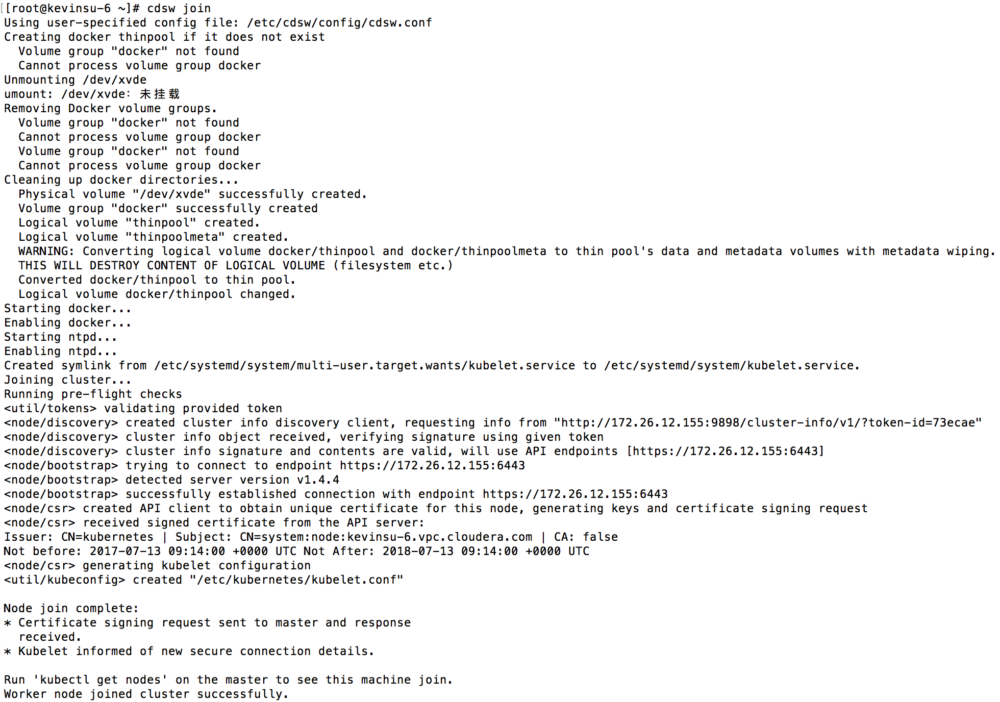 [[root@kevinsu-6 ~]# cdsw join
Using user-specified config file: /etc/cdsw/config/cdsw.conf
Creating docker thinpool if it does not exist
  Volume group "docker" not found
  Cannot process volume group docker
Unmounting /dev/xvde
umount: /dev/xvde: 未挂载
Removing Docker volume groups.
  Volume group "docker" not found
  Cannot process volume group docker
  Volume group "docker" not found
  Cannot process volume group docker
Cleaning up docker directories...
  Physical volume "/dev/xvde" successfully created.
  Volume group "docker" successfully created
  Logical volume "thinpool" created.
  Logical volume "thinpoolmeta" created.
  WARNING: Converting logical volume docker/thinpool and docker/thinpoolmeta to thin pool's data and metadata volumes with metadata wiping.
  THIS WILL DESTROY CONTENT OF LOGICAL VOLUME (filesystem etc.)
  Converted docker/thinpool to thin pool.
  Logical volume docker/thinpool changed.
Starting docker...
Enabling docker...
Starting ntpd...
Enabling ntpd...
Created symlink from /etc/systemd/system/multi-user.target.wants/kubelet.service to /etc/systemd/system/kubelet.service.
Joining cluster...
Running pre-flight checks
<util/tokens> validating provided token
<node/discovery> created cluster info discovery client, requesting info from "http://172.26.12.155:9898/cluster-info/v1/?token-id=73ecae"
<node/discovery> cluster info object received, verifying signature using given token
<node/discovery> cluster info signature and contents are valid, will use API endpoints [https://172.26.12.155:6443]
<node/bootstrap> trying to connect to endpoint https://172.26.12.155:6443
<node/bootstrap> detected server version v1.4.4
<node/bootstrap> successfully established connection with endpoint https://172.26.12.155:6443
<node/csr> created API client to obtain unique certificate for this node, generating keys and certificate signing request
<node/csr> received signed certificate from the API server:
Issuer: CN=kubernetes | Subject: CN=system:node:kevinsu-6.vpc.cloudera.com | CA: false
Not before: 2017-07-13 09:14:00 +0000 UTC Not After: 2018-07-13 09:14:00 +0000 UTC
<node/csr> generating kubelet configuration
<util/kubeconfig> created "/etc/kubernetes/kubelet.conf"

Node join complete:
* Certificate signing request sent to master and response
  received.
* Kubelet informed of new secure connection details.

Run 'kubectl get nodes' on the master to see this machine join.
Worker node joined cluster successfully.